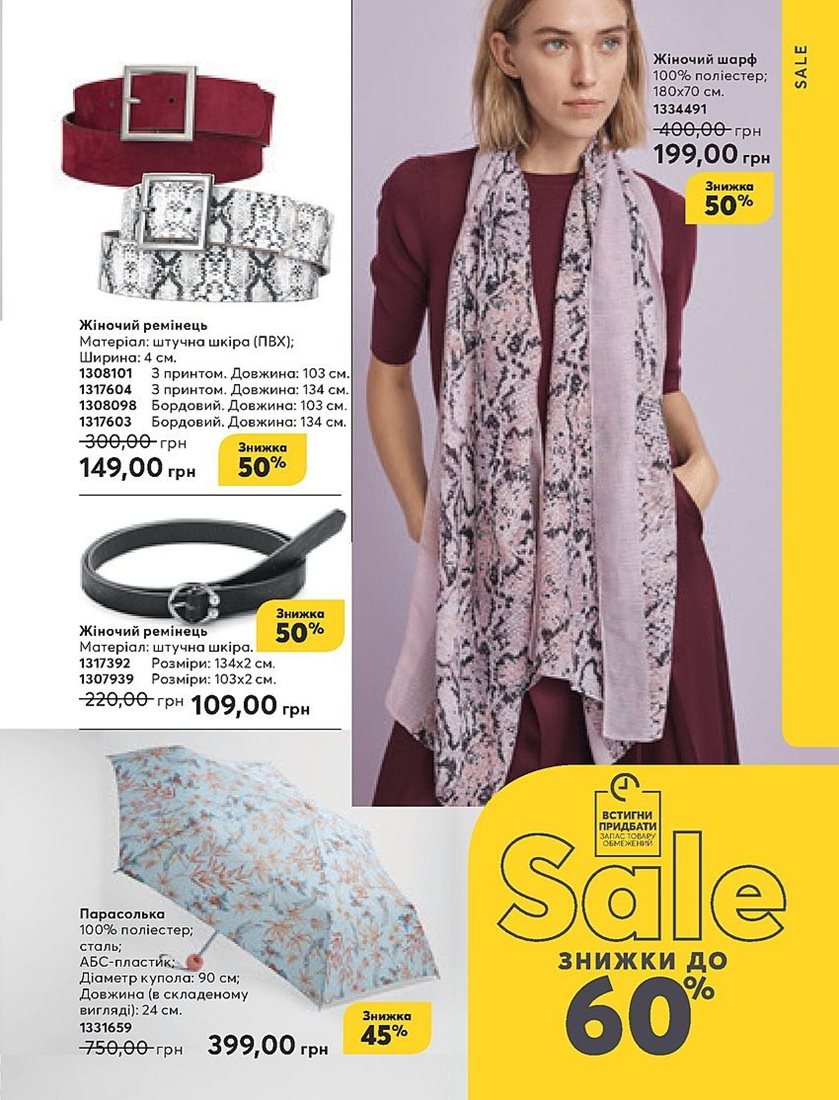 Жіночий ремінець
Матеріал: штучна шкіра (ПВХ);
Ширина: 4 см.
1308101 З принтом. Довжина: 103 см.
1317604 З принтом. Довжина: 134 см.
1308098 Бордовий. Довжина: 103 см.
1317603 Бордовий. Довжина: 134 см.
300,00 грн
149,00 грн
Знижка
50%
Жіночий ремінець
Матеріал: штучна шкіра.
1317392 Розміри: 134х2 см.
1307939 Розміри: 103х2 см.
220,00 грн 109,00 грн
Знижка
50%
Парасолька
100% поліестер;
сталь;
АБС-пластик;
Діаметр купола: 90 см;
Довжина (в складеному
вигляді): 24 см.
1331659
750,00 грн 399,00 грн
Знижка
45%
Жіночий шарф
100% поліестер;
180х70 см.
1334491
400,00 грн
199,00 грн
Знижка
50%
SALE
ВСТИГНИ
ПРИДБАТИ
ЗАПАС ТОВАРУ
ОБМЕЖЕНИЙ
Sale
ЗНИЖКИ ДО
60%